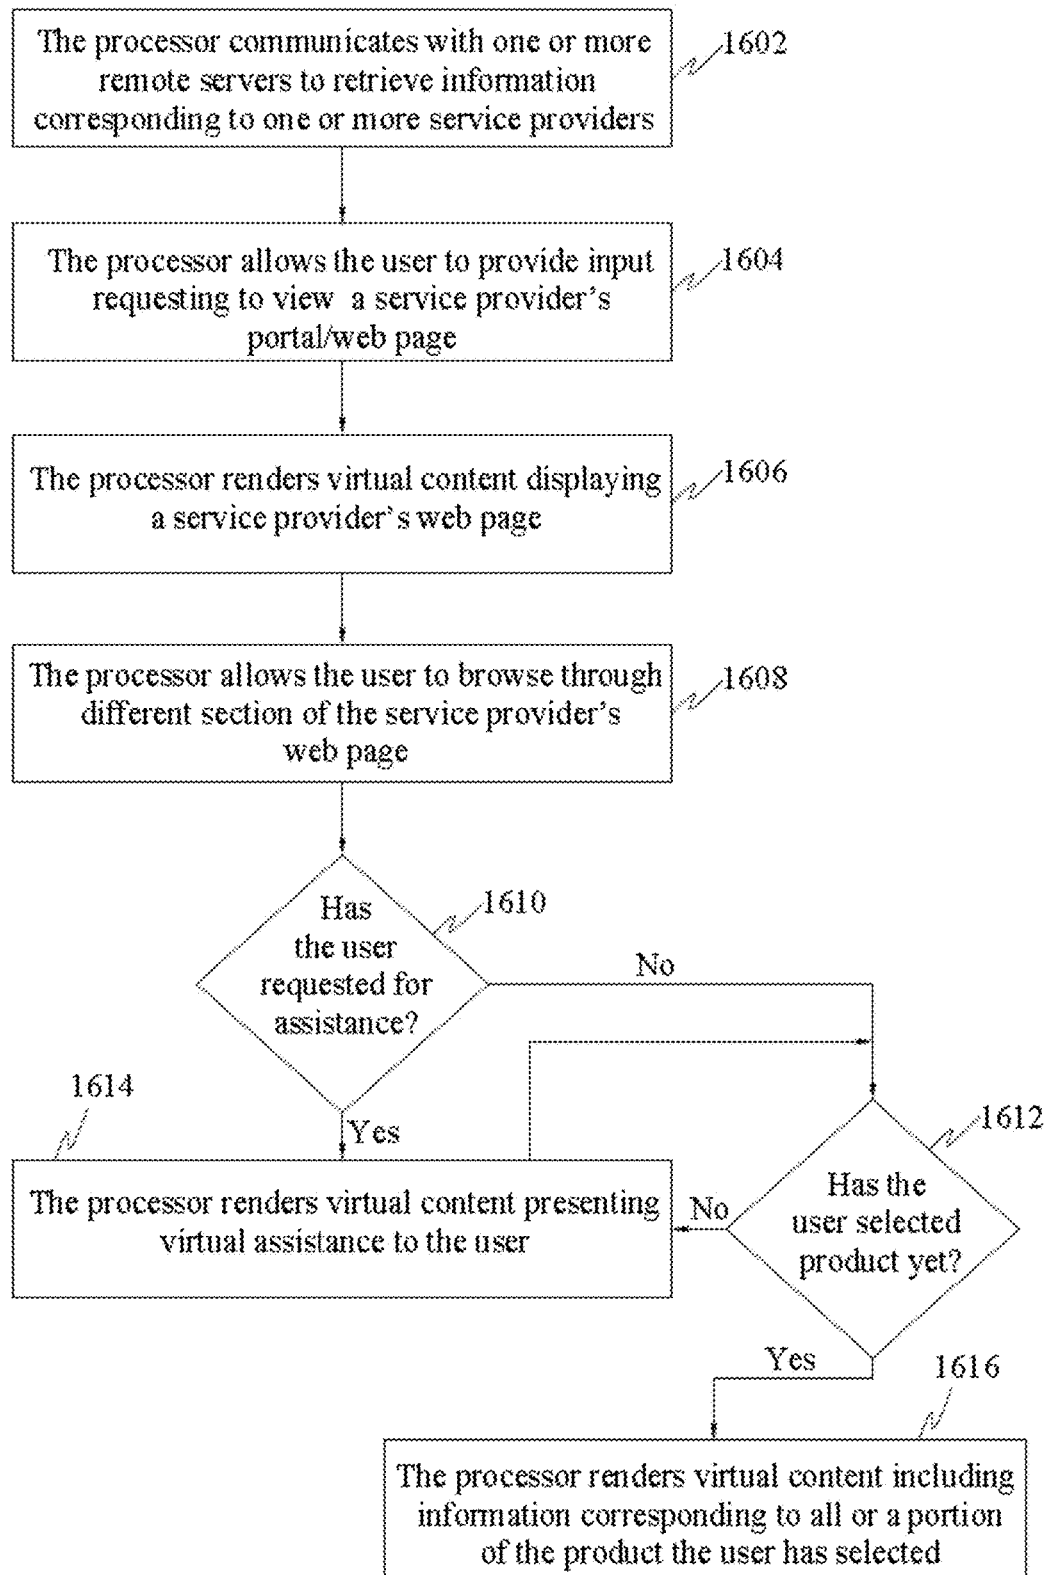 The processor communicates with one or more
remote servers to retrieve information
corresponding to one or more service providers
1602
The processor allows the user to provide input
requesting to view a service provider's
portal/web page
1604
The processor renders virtual content displaying
a service provider's web page
1606
The processor allows the user to browse through
different section of the service provider's
web page
1608
Has
the user
requested for
assistance?
1610
No
Yes
1614
The processor renders virtual content presenting
virtual assistance to the user
1612
Has the
user selected
product yet?
No
Yes
1616
The processor renders virtual content including
information corresponding to all or a portion
of the product the user has selected